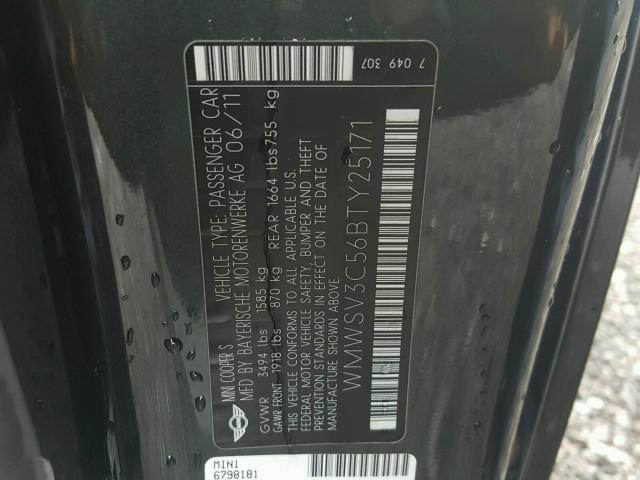 MINI COOPER S VEHICLE TYPE: PASSENGER CAR
MFD BY BAYERISCHE MOTORENWERKE AG 06/11
GVWR 3494 lbs 1585 kg
GAWR FRONT 1918 lbs 870 kg REAR 1664 lbs 755 kg
THIS VEHICLE CONFORMS TO ALL APPLICABLE U.S.
FEDERAL MOTOR VEHICLE SAFETY, BUMPER AND THEFT
PREVENTION STANDARDS IN EFFECT ON THE DATE OF
MANUFACTURE SHOWN ABOVE.
WMWSV3C56BTY25171
7 049 307
MINI
6798181